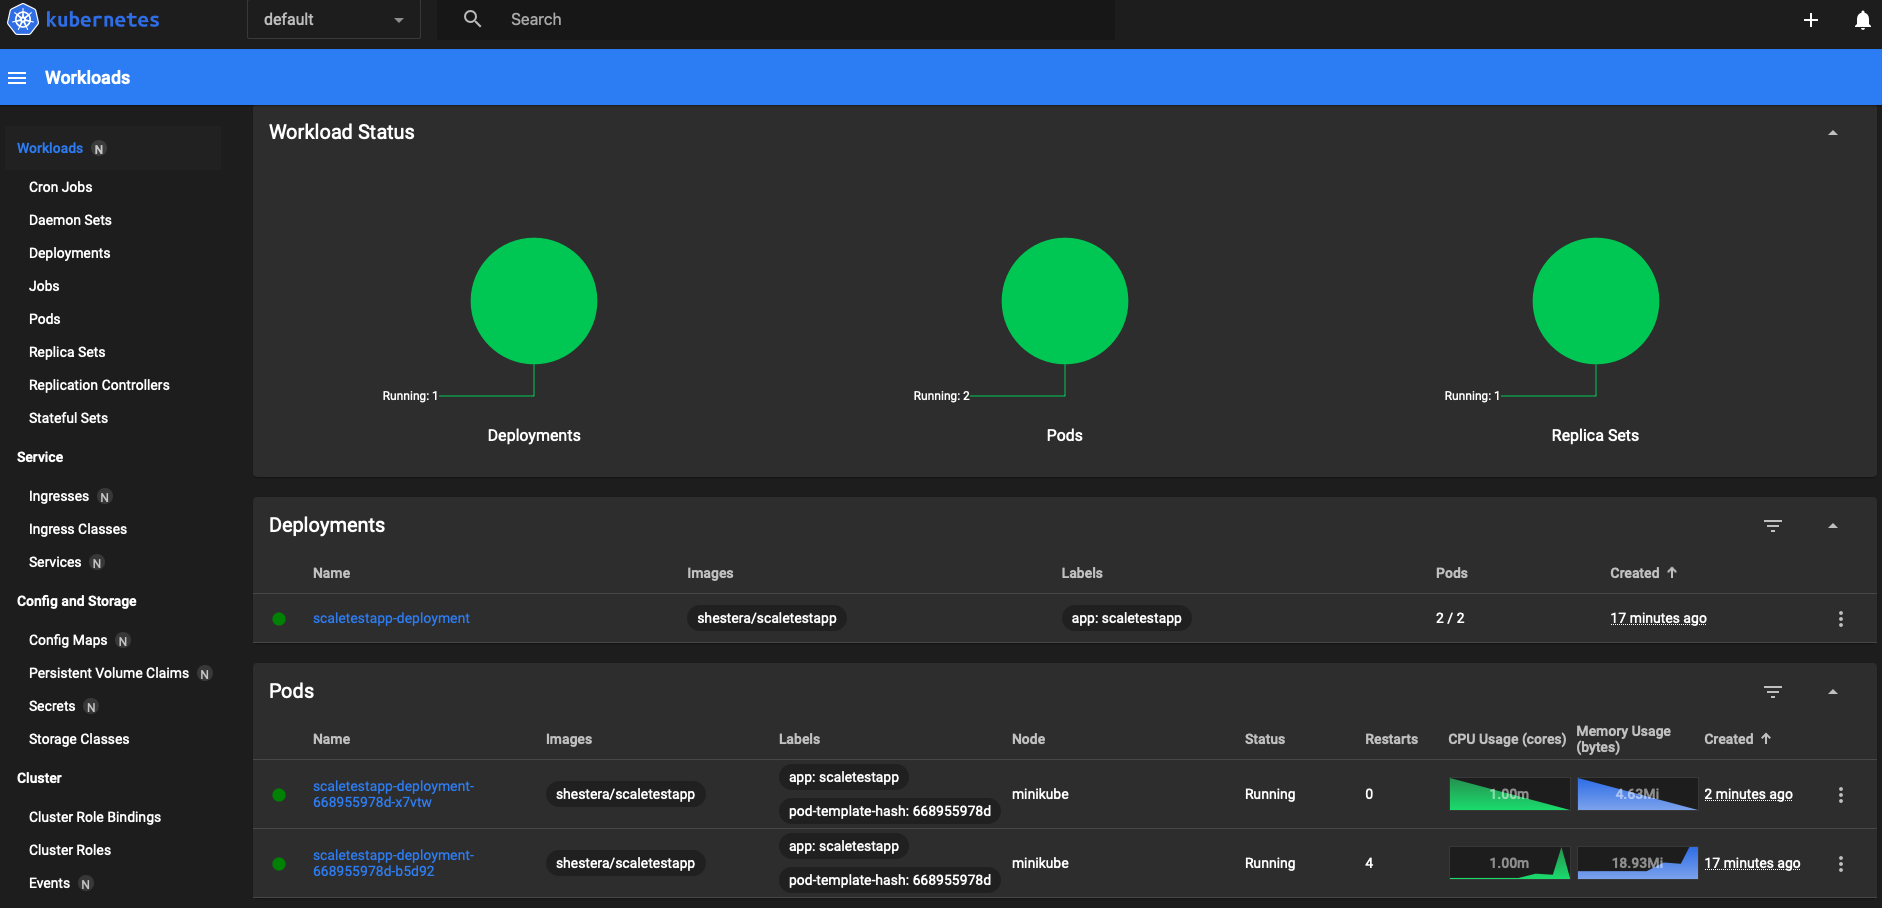 kubernetes
default
Search
Workloads
Workloads N
Cron Jobs
Daemon Sets
Deployments
Jobs
Pods
Replica Sets
Replication Controllers
Stateful Sets
Service
Ingresses N
Ingress Classes
Services N
Config and Storage
Config Maps N
Persistent Volume Claims N
Secrets N
Storage Classes
Cluster
Cluster Role Bindings
Cluster Roles
Events N
Workload Status
Running: 1
Deployments
Running: 2
Pods
Running: 1
Replica Sets
Deployments
Name Images Labels Pods Created
scaletestapp-deployment shestera/scaletestapp app: scaletestapp 2 / 2 17 minutes ago
Pods
Name Images Labels Node Status Restarts CPU Usage (cores) Memory Usage (bytes) Created
scaletestapp-deployment-
668955978d-x7vtw
shestera/scaletestapp
app: scaletestapp
pod-template-hash: 668955978d
minikube Running 0 1.00m 4.63Mi 2 minutes ago
scaletestapp-deployment-
668955978d-b5d92
shestera/scaletestapp
app: scaletestapp
pod-template-hash: 668955978d
minikube Running 4 1.00m 18.93Mi 17 minutes ago